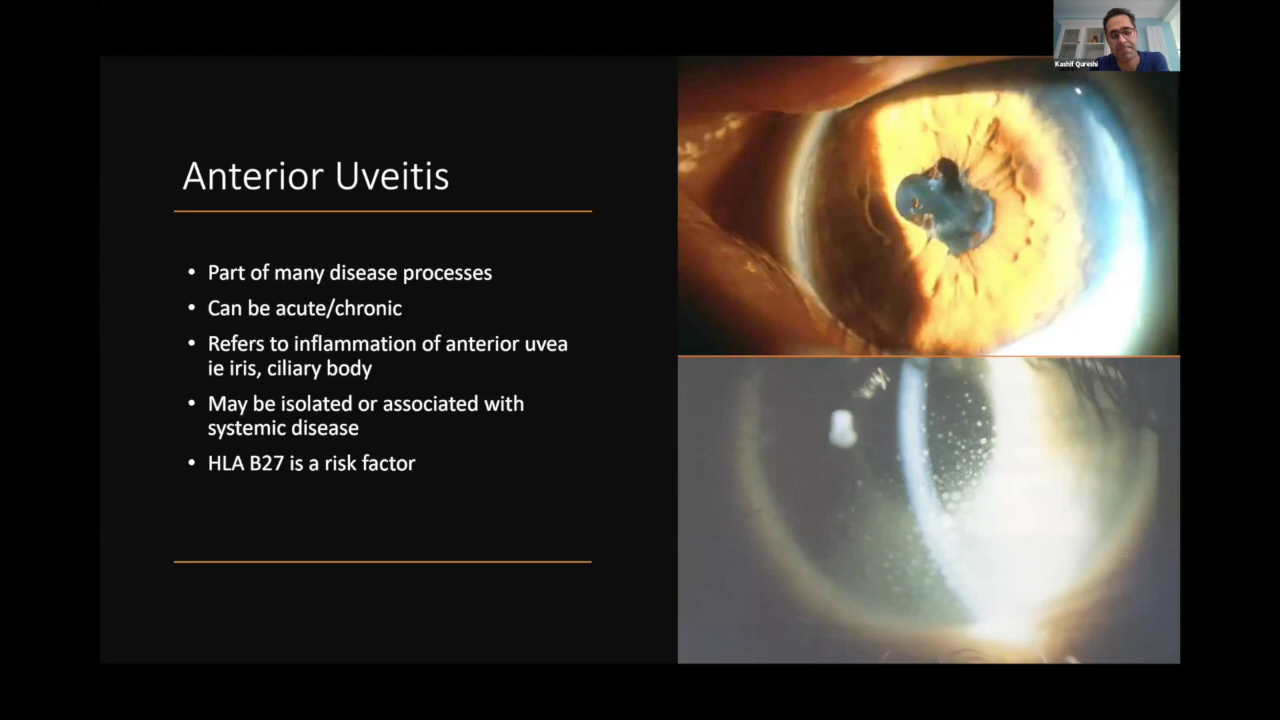 Kashif Qureshi
Anterior Uveitis
• Part of many disease processes
• Can be acute/chronic
• Refers to inflammation of anterior uvea
ie iris, ciliary body
• May be isolated or associated with
systemic disease
• HLA B27 is a risk factor